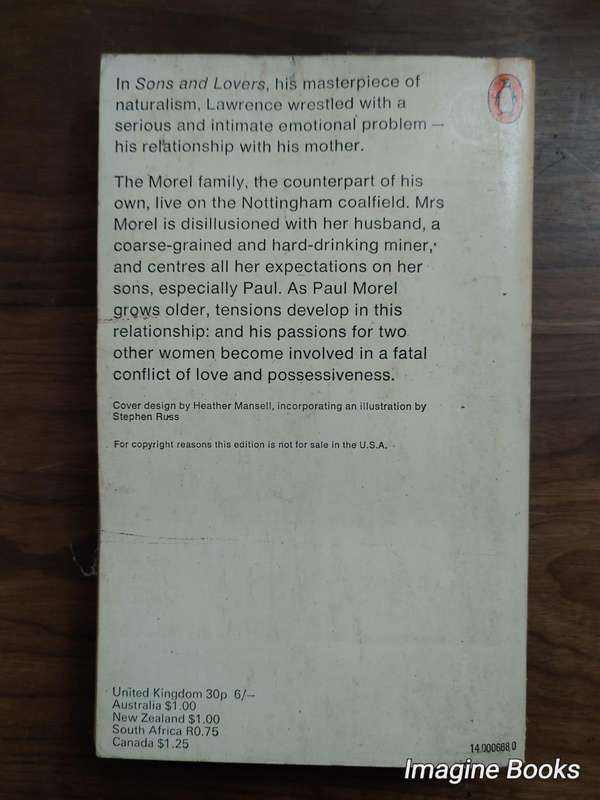 In Sons and Lovers, his masterpiece of
naturalism, Lawrence wrestled with a
serious and intimate emotional problem –
his relationship with his mother.
The Morel family, the counterpart of his
own, live on the Nottingham coalfield. Mrs
Morel is disillusioned with her husband, a
coarse-grained and hard-drinking miner,
and centres all her expectations on her
sons, especially Paul. As Paul Morel
grows older, tensions develop in this
relationship: and his passions for two
other women become involved in a fatal
conflict of love and possessiveness.
Cover design by Heather Mansell, incorporating an illustration by
Stephen Russ
For copyright reasons this edition is not for sale in the U.S.A.
United Kingdom 30p 6/–
Australia $1.00
New Zealand $1.00
South Africa R0.75
Canada $1.25
14 000668 0
Imagine Books